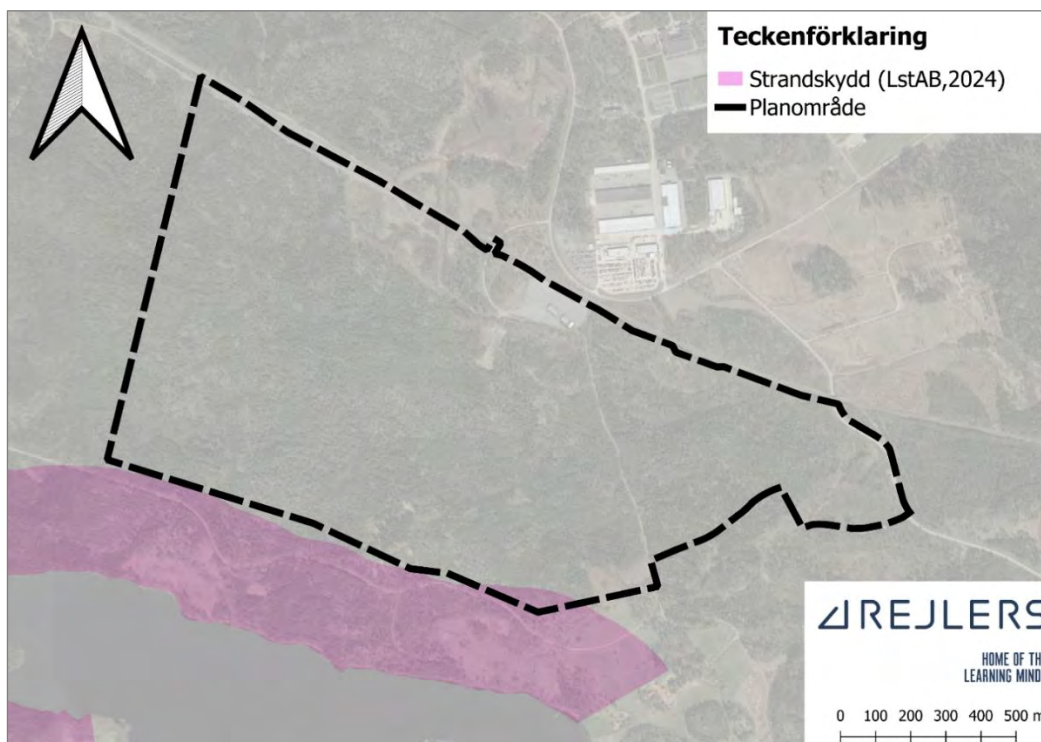 Teckenförklaring
Strandskydd (LstAB,2024)
Planområde
REJLERS
HOME OF TH
LEARNING MIND
0 100 200 300 400 500 m